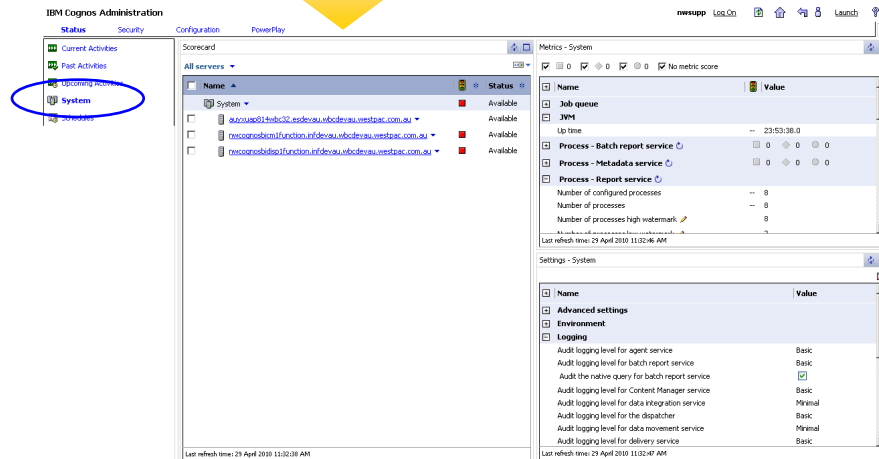 IBM Cognos Administration
nwsupp Log On Launch
Status Security Configuration PowerPlay
Current Activities
Past Activities
Upcoming Activities
System
Schedules
Scorecard
All servers
Name Status
System Available
auyxuap814wbc32.esdevau.wbcdevau.westpac.com.au Available
nwcognosbicm1function.infdevau.wbcdevau.westpac.com.au Available
nwcognosbidisp1function.infdevau.wbcdevau.westpac.com.au Available
Last refresh time: 29 April 2010 11:32:38 AM
Metrics - System
0 0 0 No metric score
Name Value
Job queue
JVM
Up time -- 23:53:38.0
Process - Batch report service 0 0 0
Process - Metadata service 0 0 0
Process - Report service
Number of configured processes -- 8
Number of processes -- 8
Number of processes high watermark 8
Number of processes low watermark
Last refresh time: 29 April 2010 11:32:46 AM
Settings - System
Name Value
Advanced settings
Environment
Logging
Audit logging level for agent service Basic
Audit logging level for batch report service Basic
Audit the native query for batch report service
Audit logging level for Content Manager service Basic
Audit logging level for data integration service Minimal
Audit logging level for the dispatcher Basic
Audit logging level for data movement service Minimal
Audit logging level for delivery service Basic
Last refresh time: 29 April 2010 11:32:47 AM